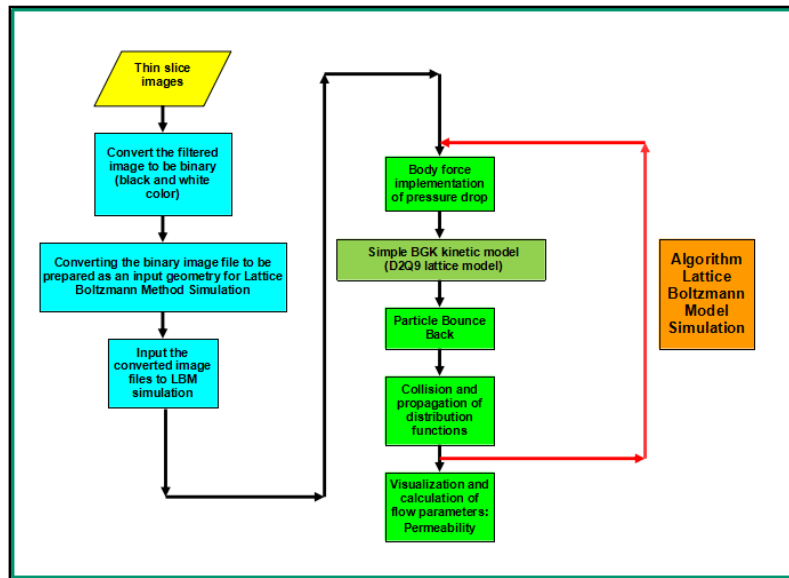 Thin slice
images
Convert the filtered
image to be binary
(black and white
color)
Converting the binary image file to be
prepared as an input geometry for Lattice
Boltzmann Method Simulation
Input the
converted image
files to LBM
simulation
Body force
implementation
of pressure drop
Simple BGK kinetic model
(D2Q9 lattice model)
Particle Bounce
Back
Collision and
propagation of
distribution
functions
Visualization and
calculation of
flow parameters:
Permeability
Algorithm
Lattice
Boltzmann
Model
Simulation